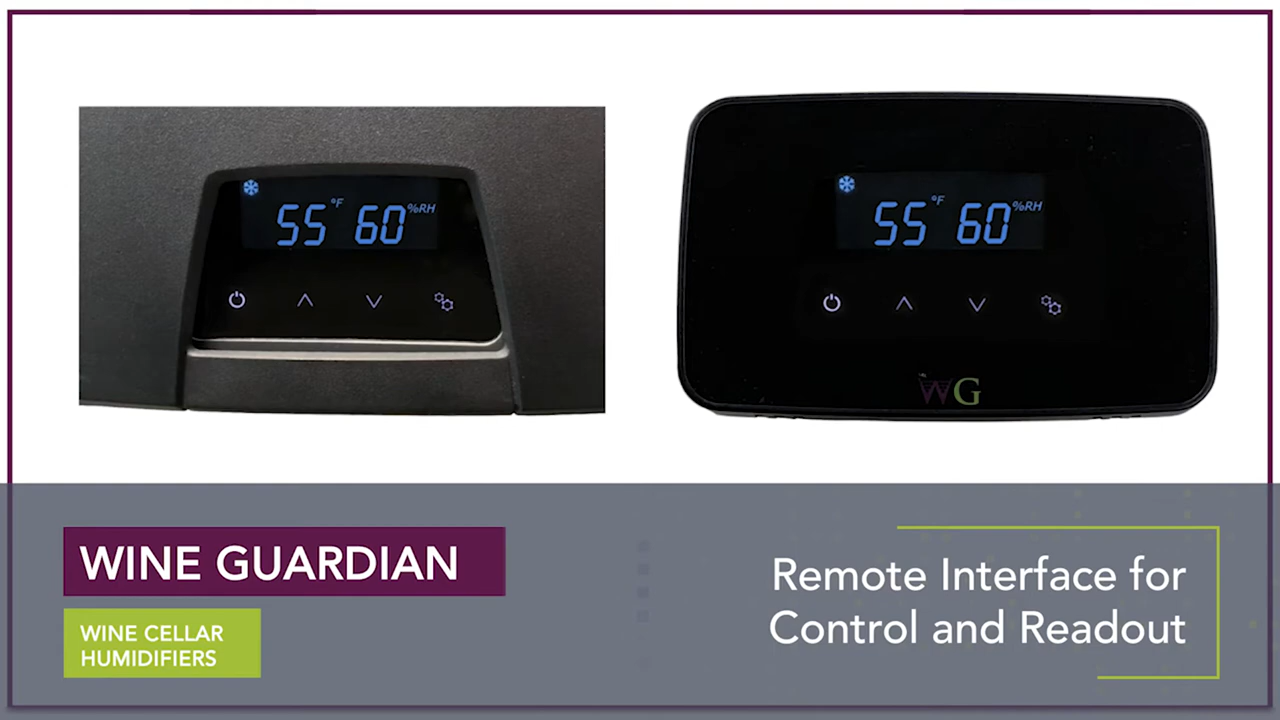 55 °F 60 %RH
55 °F 60 %RH
WG
WINE GUARDIAN
WINE CELLAR
HUMIDIFIERS
Remote Interface for
Control and Readout